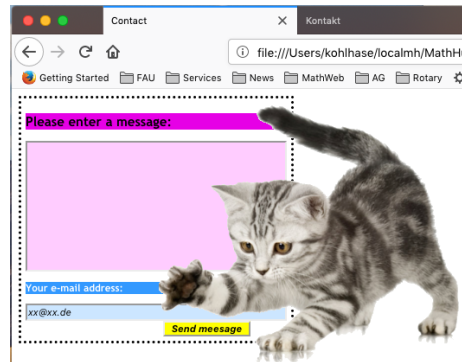 Contact
Kontakt
file:///Users/kohlhase/localmh/MathH
Getting Started FAU Services News MathWeb AG Rotary
Please enter a message:
Your e-mail address:
xx@xx.de
Send meesage